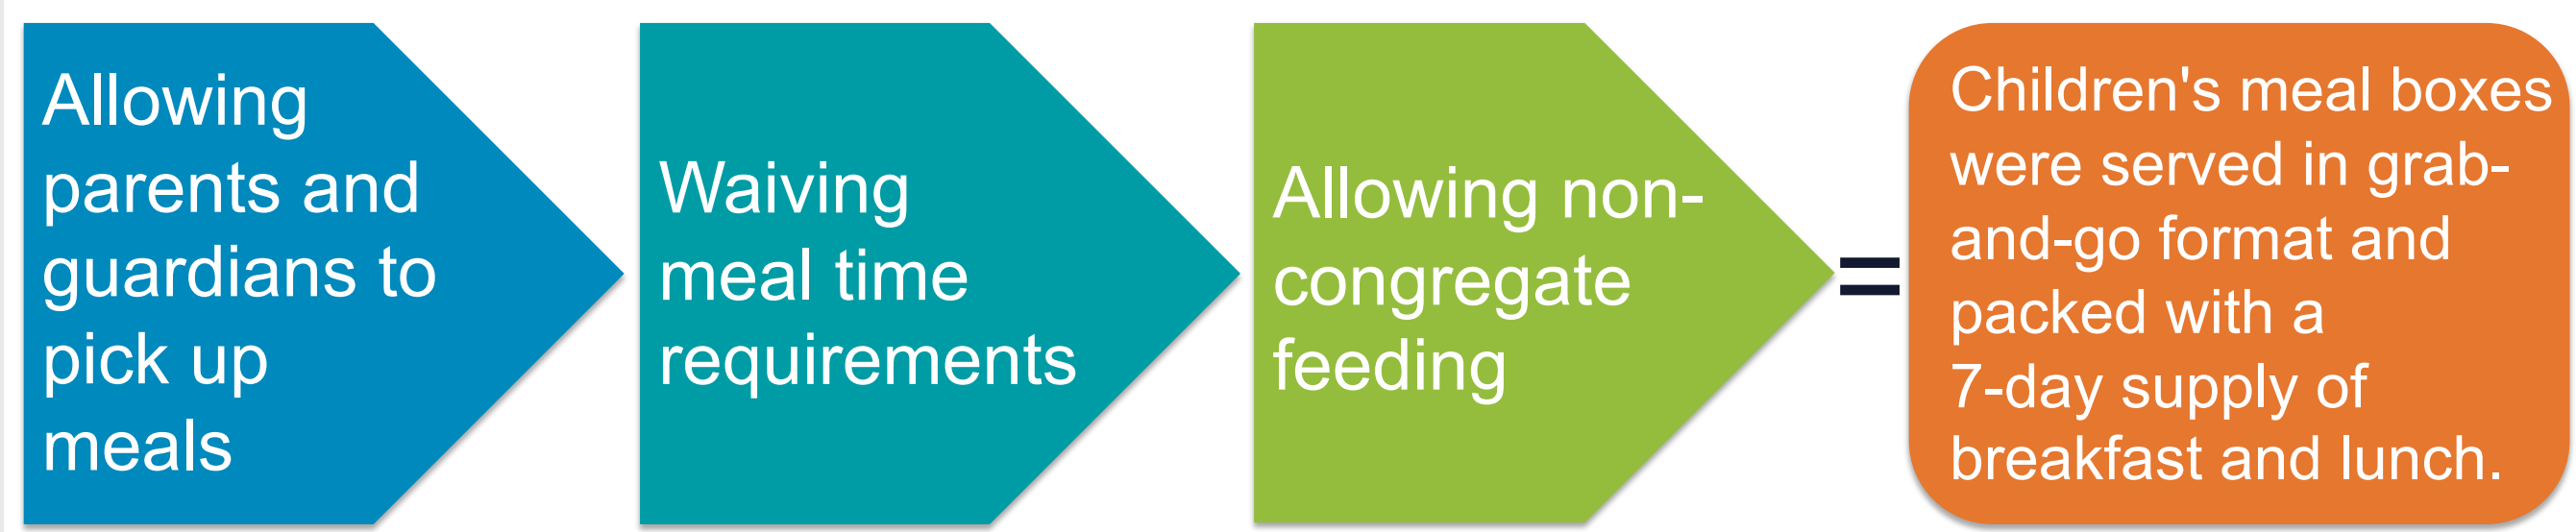 Allowing
parents and
guardians to
pick up
meals
Waiving
meal time
requirements
Allowing non-
congregate
feeding
=
Children's meal boxes
were served in grab-
and-go format and
packed with a
7-day supply of
breakfast and lunch.